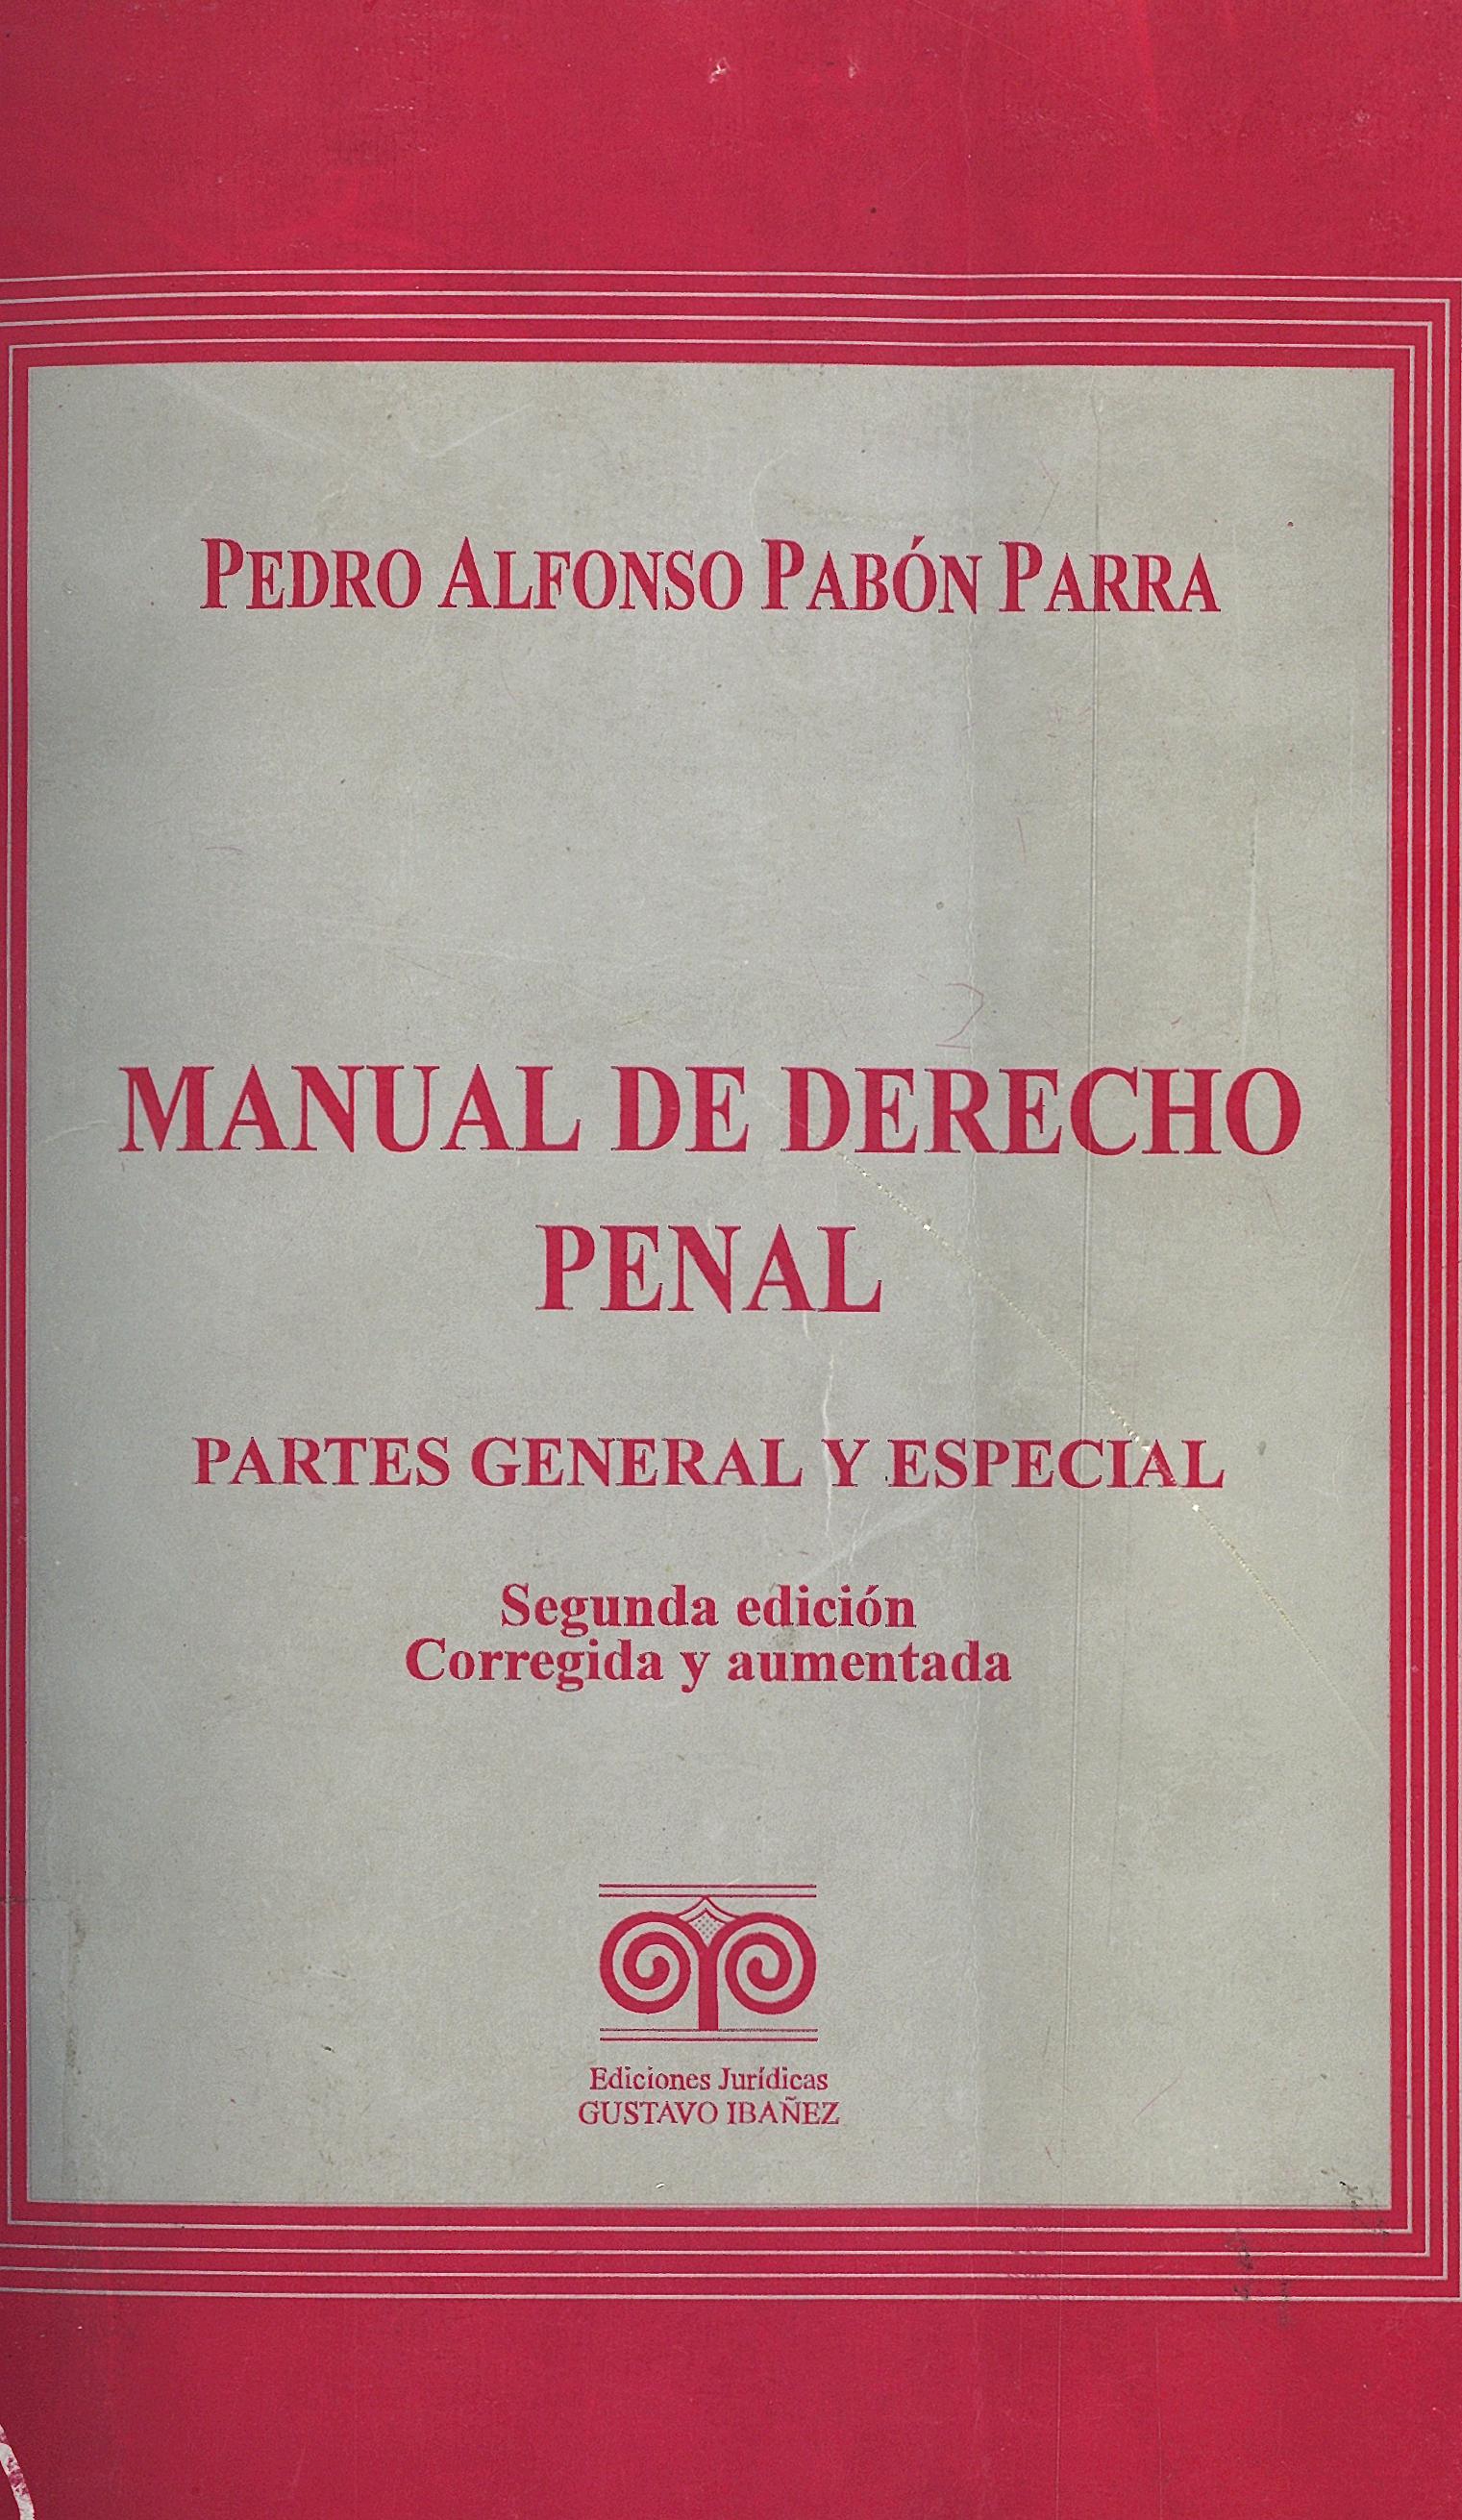 PEDRO ALFONSO PABÓN PARRA
2
MANUAL DE DERECHO
PENAL
PARTES GENERAL Y ESPECIAL
Segunda edición
Corregida y aumentada
Ediciones Jurídicas
GUSTAVO IBAÑEZ